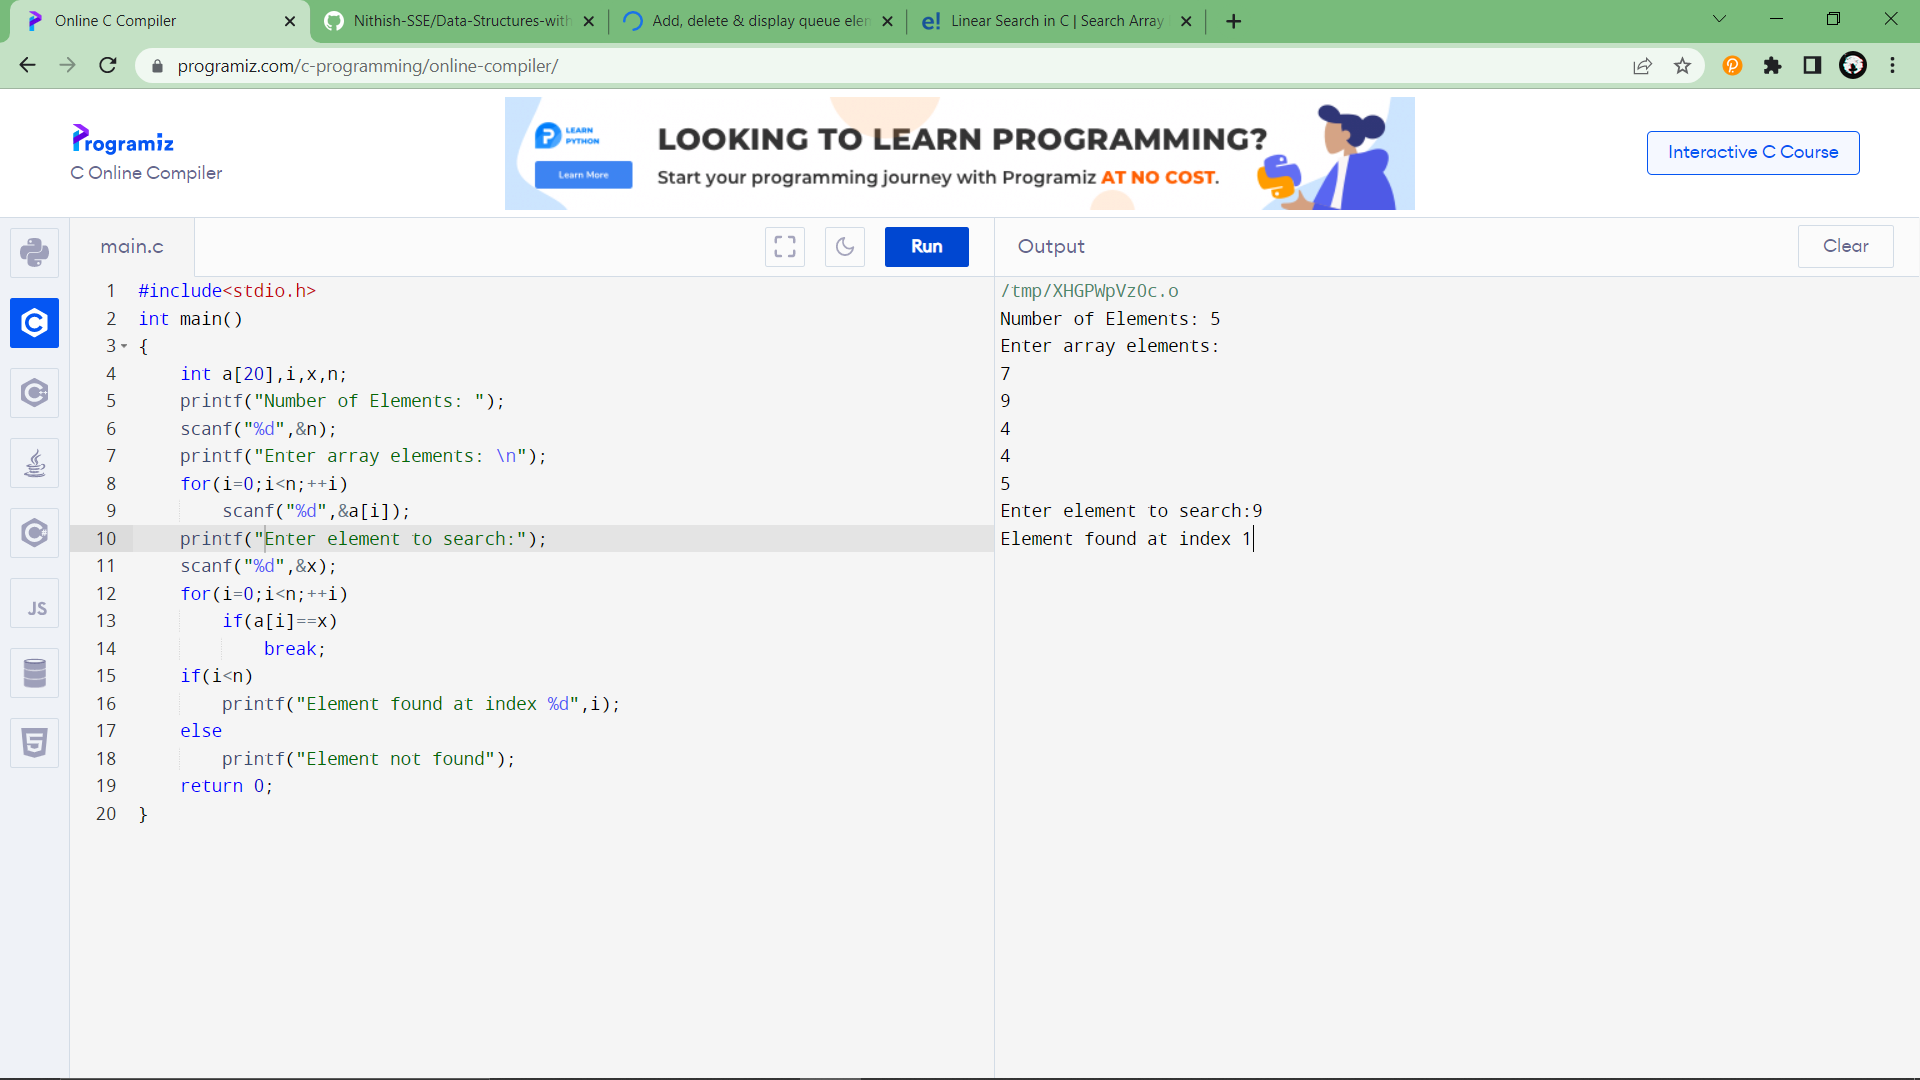 Online C Compiler
Nithish-SSE/Data-Structures-with
Add, delete & display queue elem
Linear Search in C | Search Array
programiz.com/c-programming/online-compiler/
Programiz
C Online Compiler
LEARN
PYTHON
Learn More
LOOKING TO LEARN PROGRAMMING?
Start your programming journey with Programiz AT NO COST.
Interactive C Course
main.c
Run
Output
Clear
1 #include<stdio.h>
2 int main()
3 {
4 int a[20],i,x,n;
5 printf("Number of Elements: ");
6 scanf("%d",&n);
7 printf("Enter array elements: \n");
8 for(i=0;i<n;++i)
9 scanf("%d",&a[i]);
10 printf("Enter element to search:");
11 scanf("%d",&x);
12 for(i=0;i<n;++i)
13 if(a[i]==x)
14 break;
15 if(i<n)
16 printf("Element found at index %d",i);
17 else
18 printf("Element not found");
19 return 0;
20 }
/tmp/XHGPWpVzOc.o
Number of Elements: 5
Enter array elements:
7
9
4
4
5
Enter element to search:9
Element found at index 1
JS